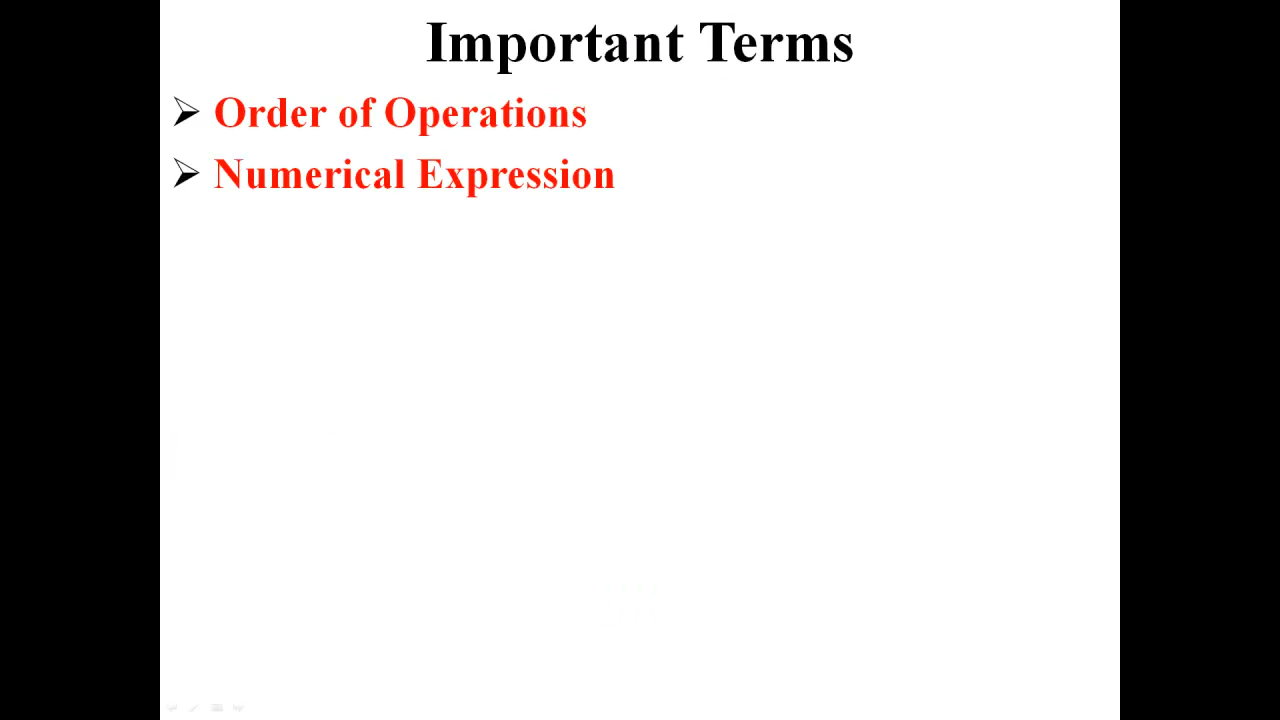 Important Terms
➢ Order of Operations
➢ Numerical Expression